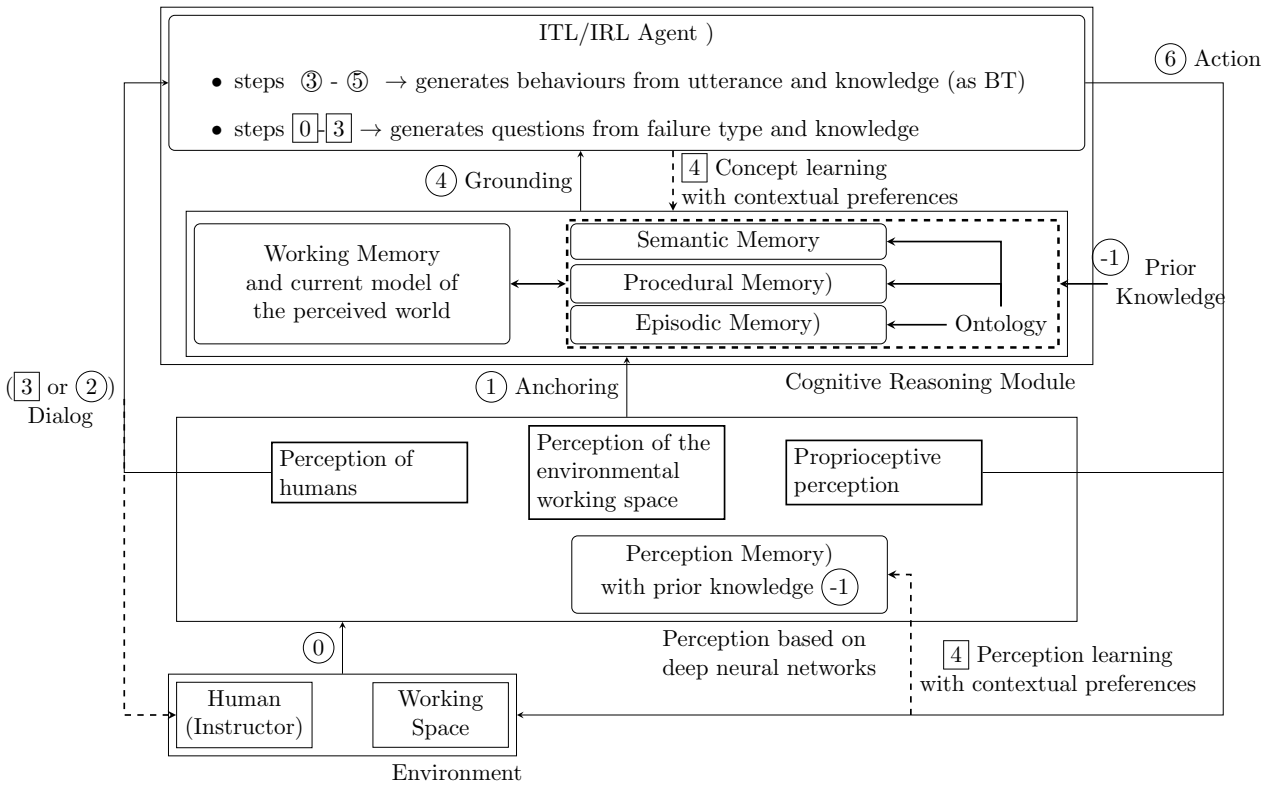 ITL/IRL Agent )
• steps ③ - ⑤ → generates behaviours from utterance and knowledge (as BT)
• steps 0-3 → generates questions from failure type and knowledge
6 Action
4 Grounding
4 Concept learning
with contextual preferences
Working Memory
and current model of
the perceived world
Semantic Memory
Procedural Memory)
Episodic Memory)
Ontology
-1
Prior
Knowledge
Cognitive Reasoning Module
(3 or 2)
Dialog
1 Anchoring
Perception of
humans
Perception of the
environmental
working space
Proprioceptive
perception
Perception Memory)
with prior knowledge -1
Perception based on
deep neural networks
0
4 Perception learning
with contextual preferences
Human
(Instructor)
Working
Space
Environment